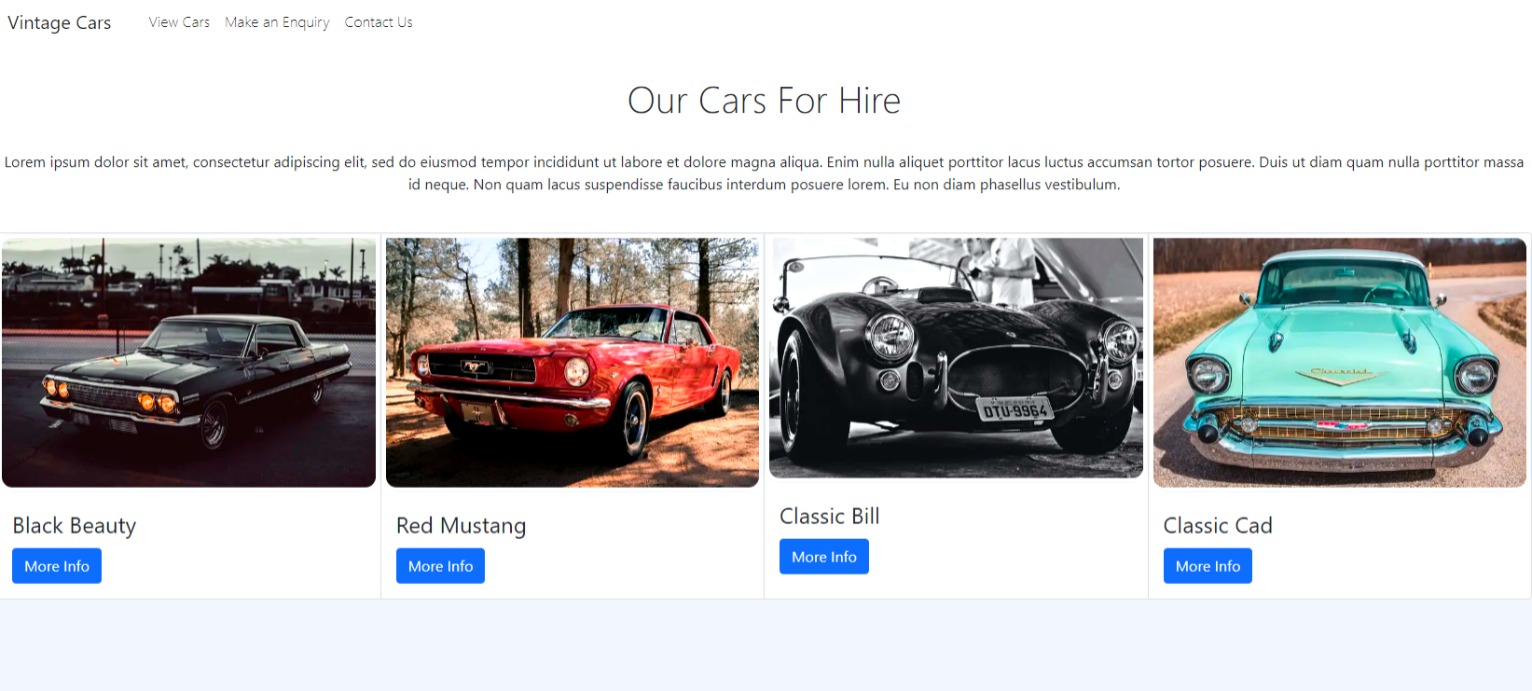 Vintage Cars View Cars Make an Enquiry Contact Us
Our Cars For Hire
Lorem ipsum dolor sit amet, consectetur adipiscing elit, sed do eiusmod tempor incididunt ut labore et dolore magna aliqua. Enim nulla aliquet porttitor lacus luctus accumsan tortor posuere. Duis ut diam quam nulla porttitor massa
id neque. Non quam lacus suspendisse faucibus interdum posuere lorem. Eu non diam phasellus vestibulum.
DTU-9964
Chevrolet
Black Beauty
More Info
Red Mustang
More Info
Classic Bill
More Info
Classic Cad
More Info